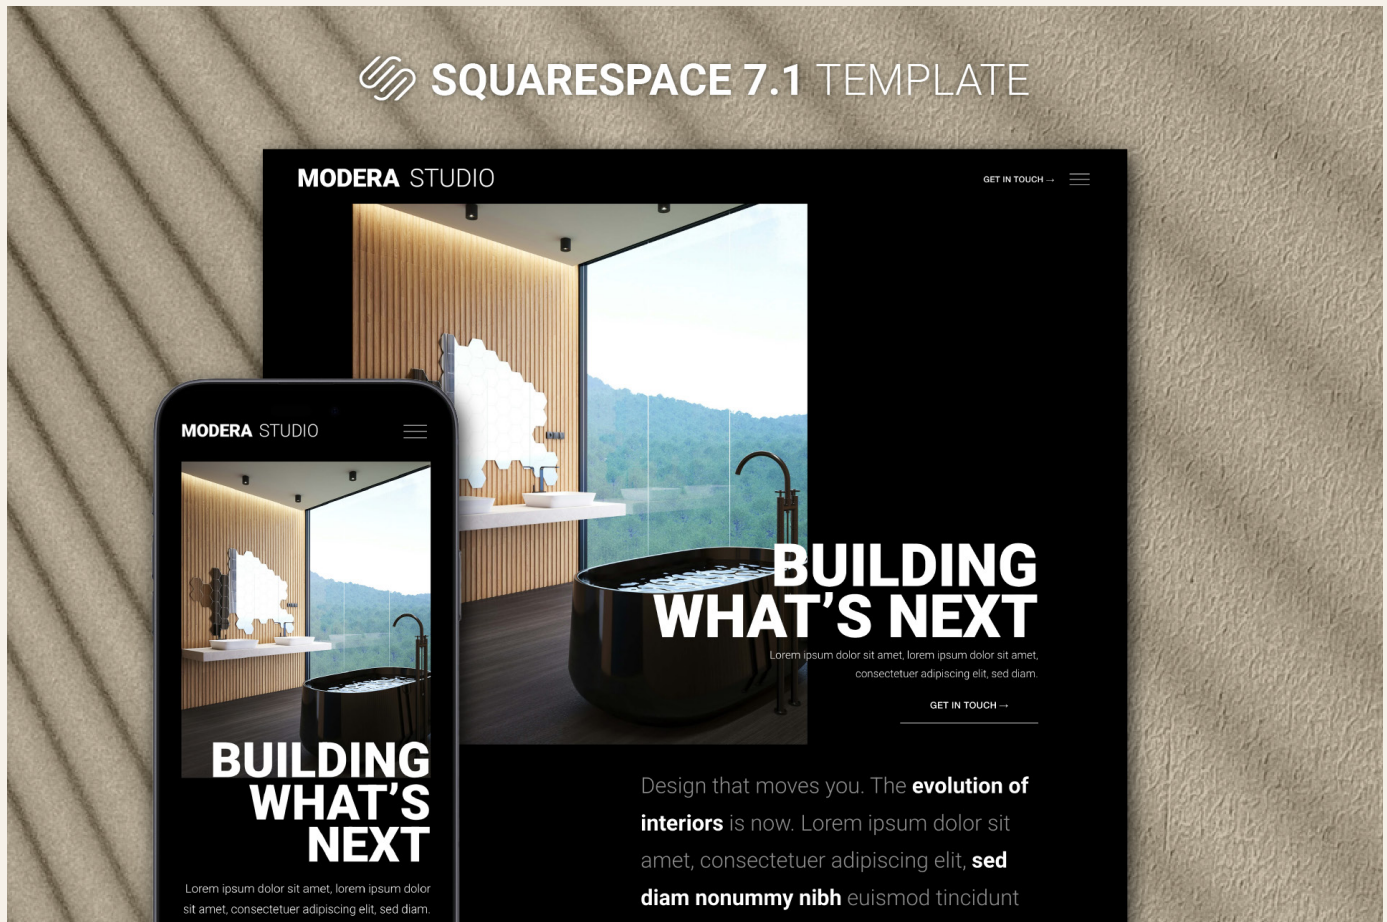 SQUARESPACE 7.1 TEMPLATE
MODERA STUDIO
GET IN TOUCH →
BUILDING
WHAT’S NEXT
Lorem ipsum dolor sit amet, lorem ipsum dolor sit amet,
consectetuer adipiscing elit, sed diam.
GET IN TOUCH →
Design that moves you. The evolution of
interiors is now. Lorem ipsum dolor sit
amet, consectetuer adipiscing elit, sed
diam nonummy nibh euismod tincidunt
MODERA STUDIO
BUILDING
WHAT’S
NEXT
Lorem ipsum dolor sit amet, lorem ipsum dolor
sit amet, consectetuer adipiscing elit, sed diam.